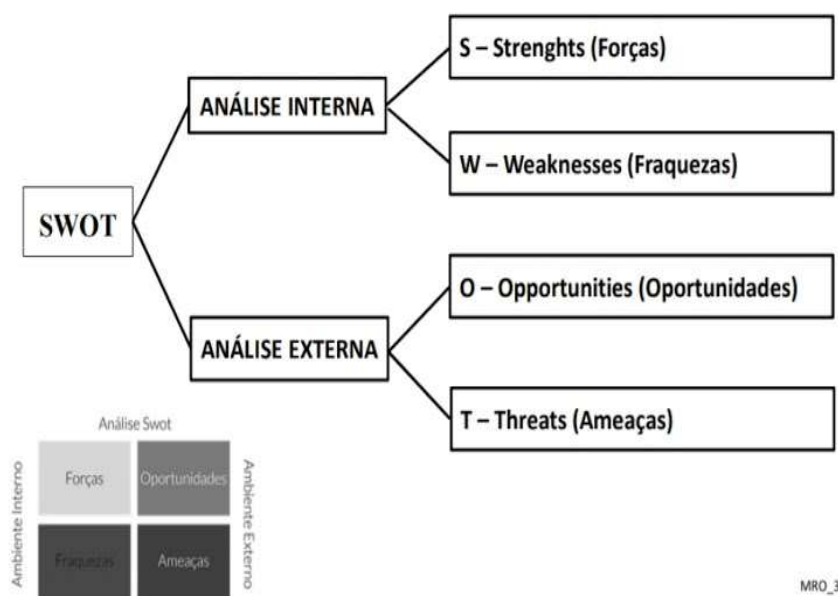 S – Strenghts (Forças)
ANÁLISE INTERNA
W – Weaknesses (Fraquezas)
SWOT
O – Opportunities (Oportunidades)
ANÁLISE EXTERNA
T – Threats (Ameaças)
Análise Swot
Ambiente Interno
Forças
Oportunidades
Ambiente Externo
Fraquezas
Ameaças
MRO_3